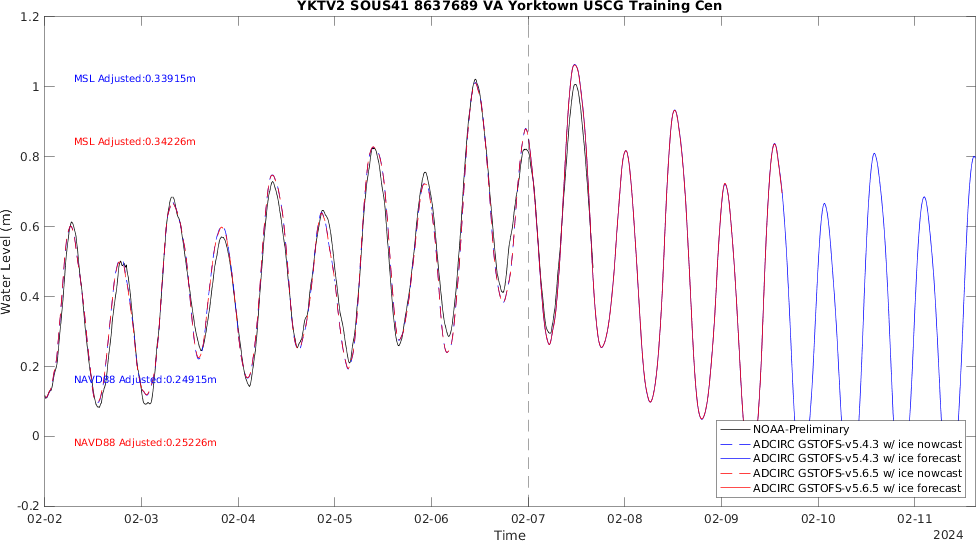 YKTV2 SOUS41 8637689 VA Yorktown USCG Training Cen
1.2
1
0.8
0.6
0.4
0.2
0
-0.2
Water Level (m)
MSL Adjusted:0.33915m
MSL Adjusted:0.34226m
NAVD88 Adjusted:0.24915m
NAVD88 Adjusted:0.25226m
NOAA-Preliminary
ADCIRC GSTOFS-v5.4.3 w/ ice nowcast
ADCIRC GSTOFS-v5.4.3 w/ ice forecast
ADCIRC GSTOFS-v5.6.5 w/ ice nowcast
ADCIRC GSTOFS-v5.6.5 w/ ice forecast
02-02 02-03 02-04 02-05 02-06 02-07 02-08 02-09 02-10 02-11
Time
2024